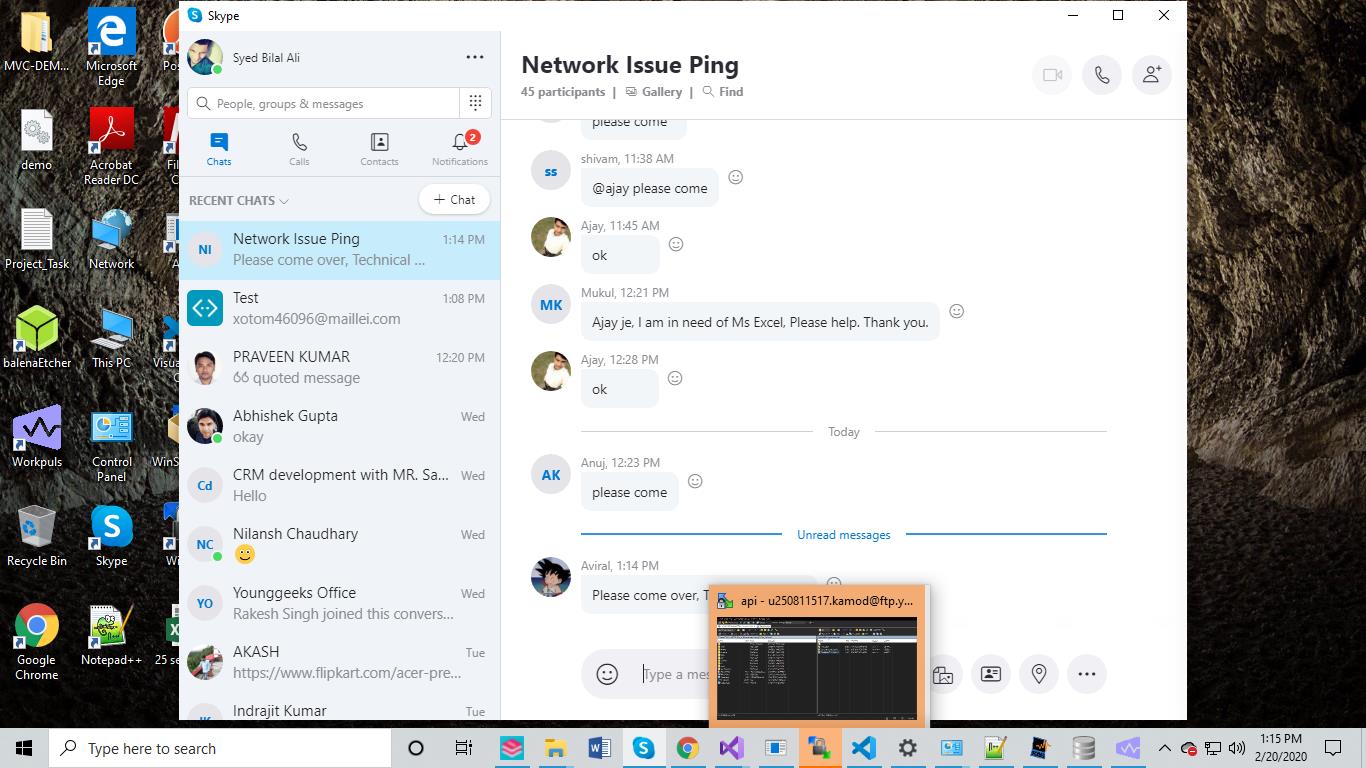 MVC-DEM...
Microsoft
Edge
demo
Acrobat
Reader DC
Project_Task
Network
balenaEtcher
This PC
Workpuls
Control
Panel
Recycle Bin
Skype
Google
Chrome
Notepad++
25 se
Skype
Syed Bilal Ali
People, groups & messages
Chats
Calls
Contacts
2
Notifications
RECENT CHATS
+ Chat
NI
Network Issue Ping
1:14 PM
Please come over, Technical ...
Test
1:08 PM
xotom46096@maillei.com
PRAVEEN KUMAR
12:20 PM
quoted message
Abhishek Gupta
Wed
okay
Cd
CRM development with MR. Sa...
Wed
Hello
NC
Nilansh Chaudhary
Wed
YO
Younggeeks Office
Wed
Rakesh Singh joined this convers...
AKASH
Tue
https://www.flipkart.com/acer-pre...
Indrajit Kumar
Tue
Network Issue Ping
45 participants | Gallery | Find
please come
shivam, 11:38 AM
ss
@ajay please come
Ajay, 11:45 AM
ok
Mukul, 12:21 PM
MK
Ajay je, I am in need of Ms Excel, Please help. Thank you.
Ajay, 12:28 PM
ok
Today
Anuj, 12:23 PM
AK
please come
Unread messages
Aviral, 1:14 PM
Please come over, T
api - u250811517.kamod@ftp.y...
Type a mes
Type here to search
1:15 PM
2/20/2020